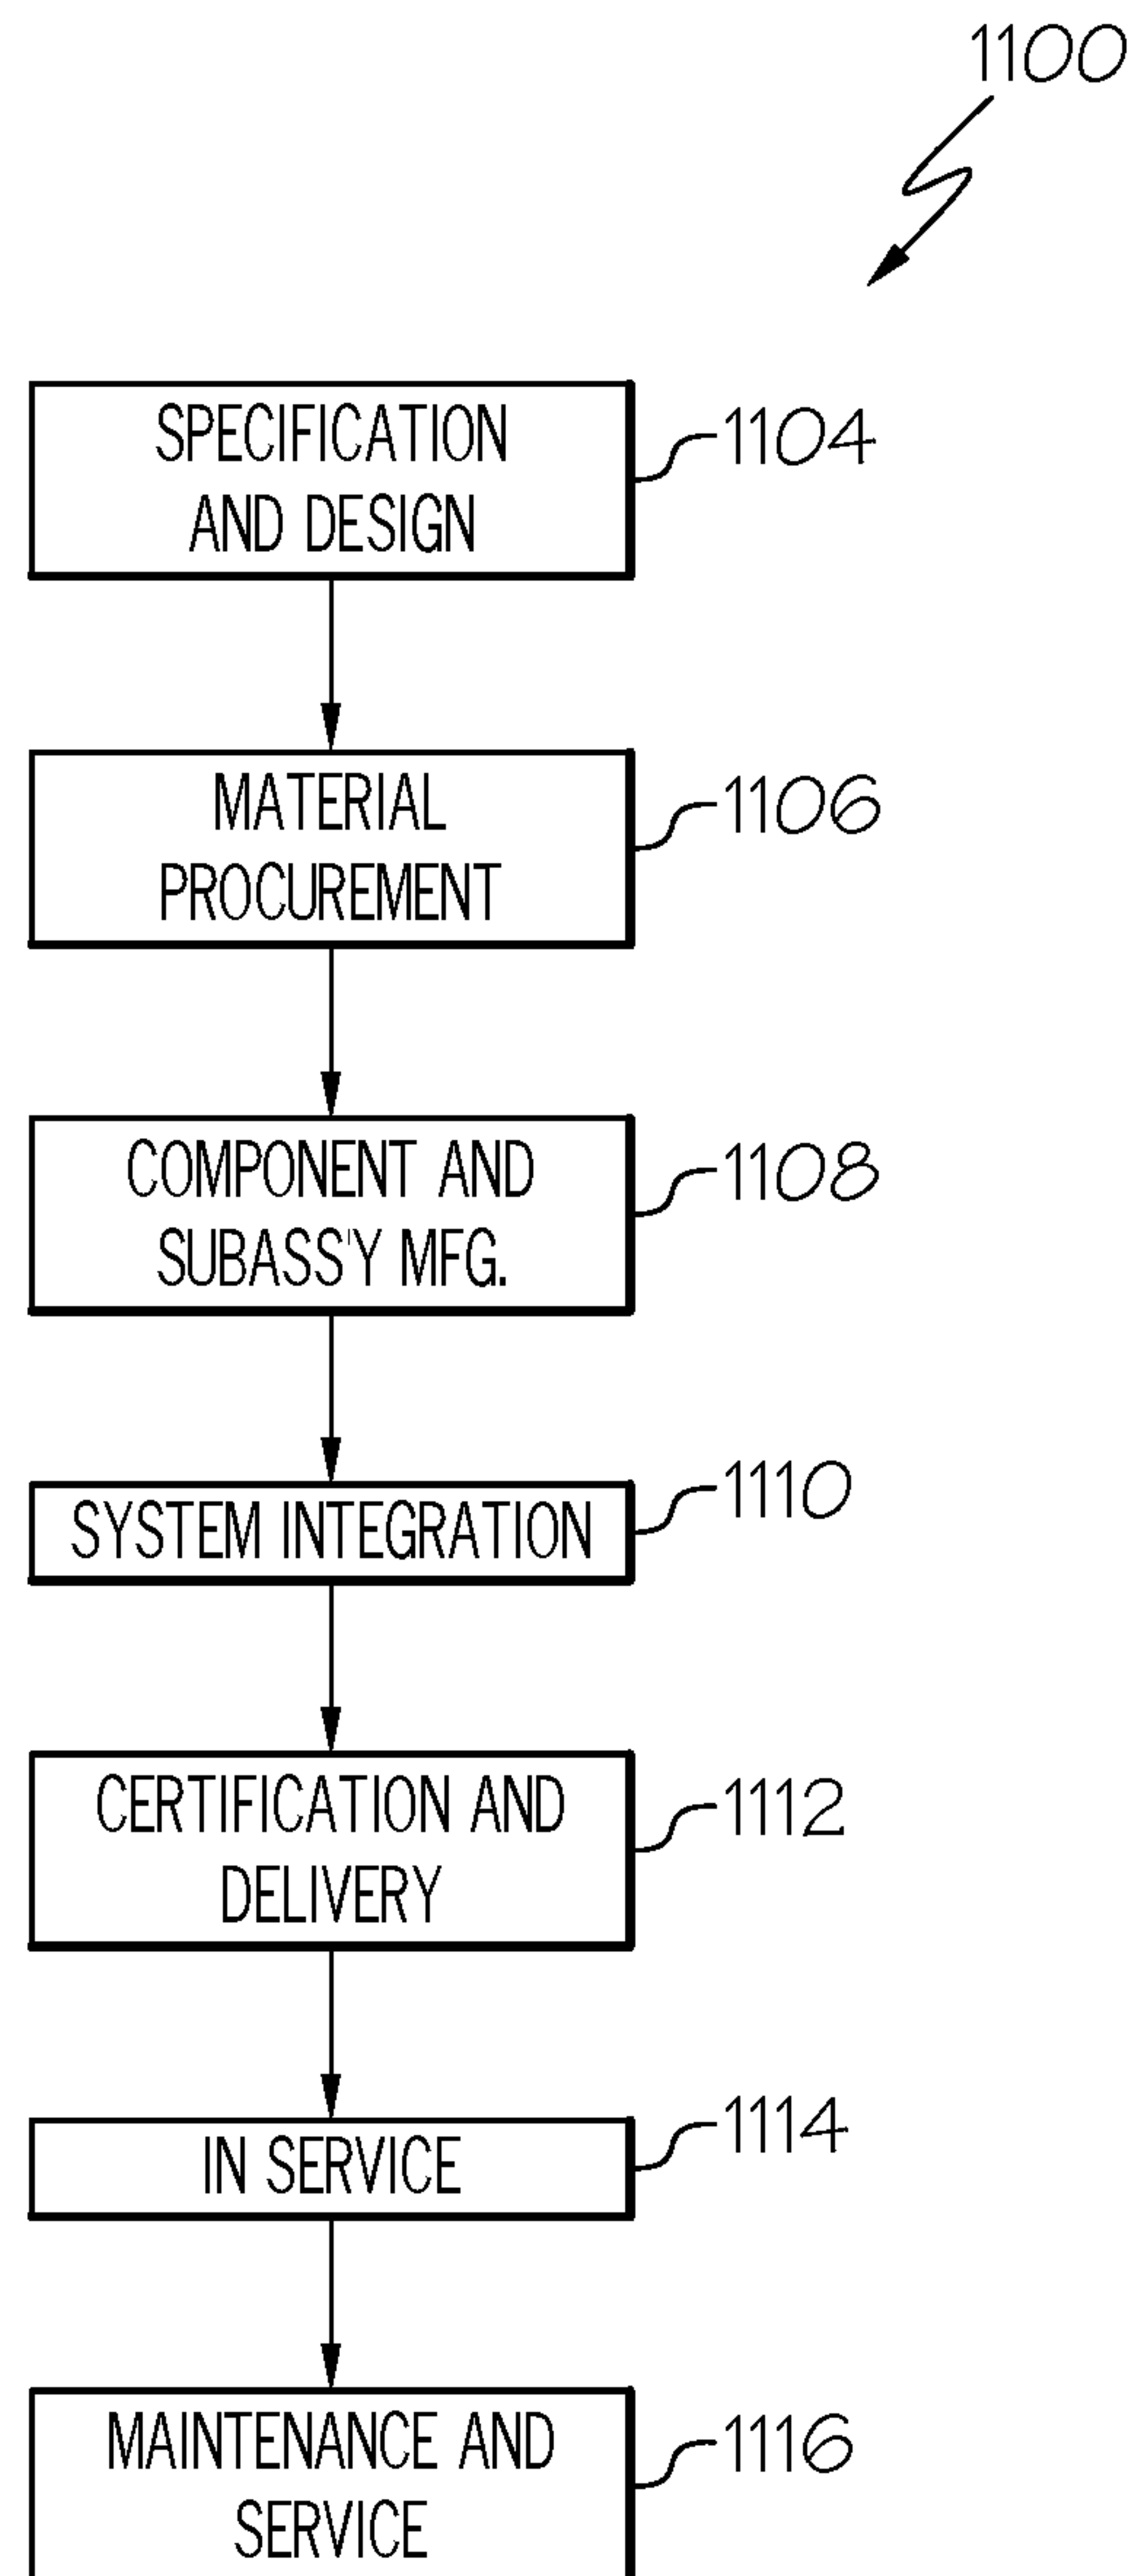 1100
SPECIFICATION
AND DESIGN
1104
MATERIAL
PROCUREMENT
1106
COMPONENT AND
SUBASS'Y MFG.
1108
SYSTEM INTEGRATION
1110
CERTIFICATION AND
DELIVERY
1112
IN SERVICE
1114
MAINTENANCE AND
SERVICE
1116